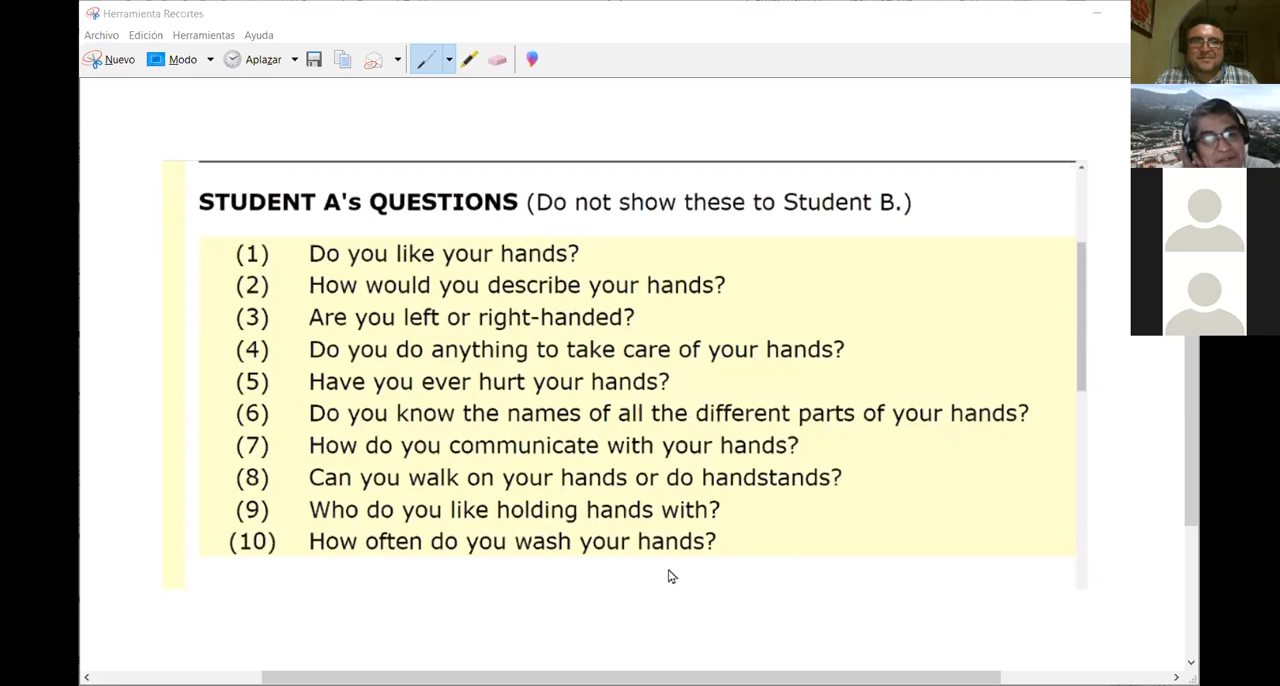 Herramienta Recortes
Archivo Edición Herramientas Ayuda
Nuevo Modo Aplazar
STUDENT A's QUESTIONS (Do not show these to Student B.)
(1) Do you like your hands?
(2) How would you describe your hands?
(3) Are you left or right-handed?
(4) Do you do anything to take care of your hands?
(5) Have you ever hurt your hands?
(6) Do you know the names of all the different parts of your hands?
(7) How do you communicate with your hands?
(8) Can you walk on your hands or do handstands?
(9) Who do you like holding hands with?
(10) How often do you wash your hands?